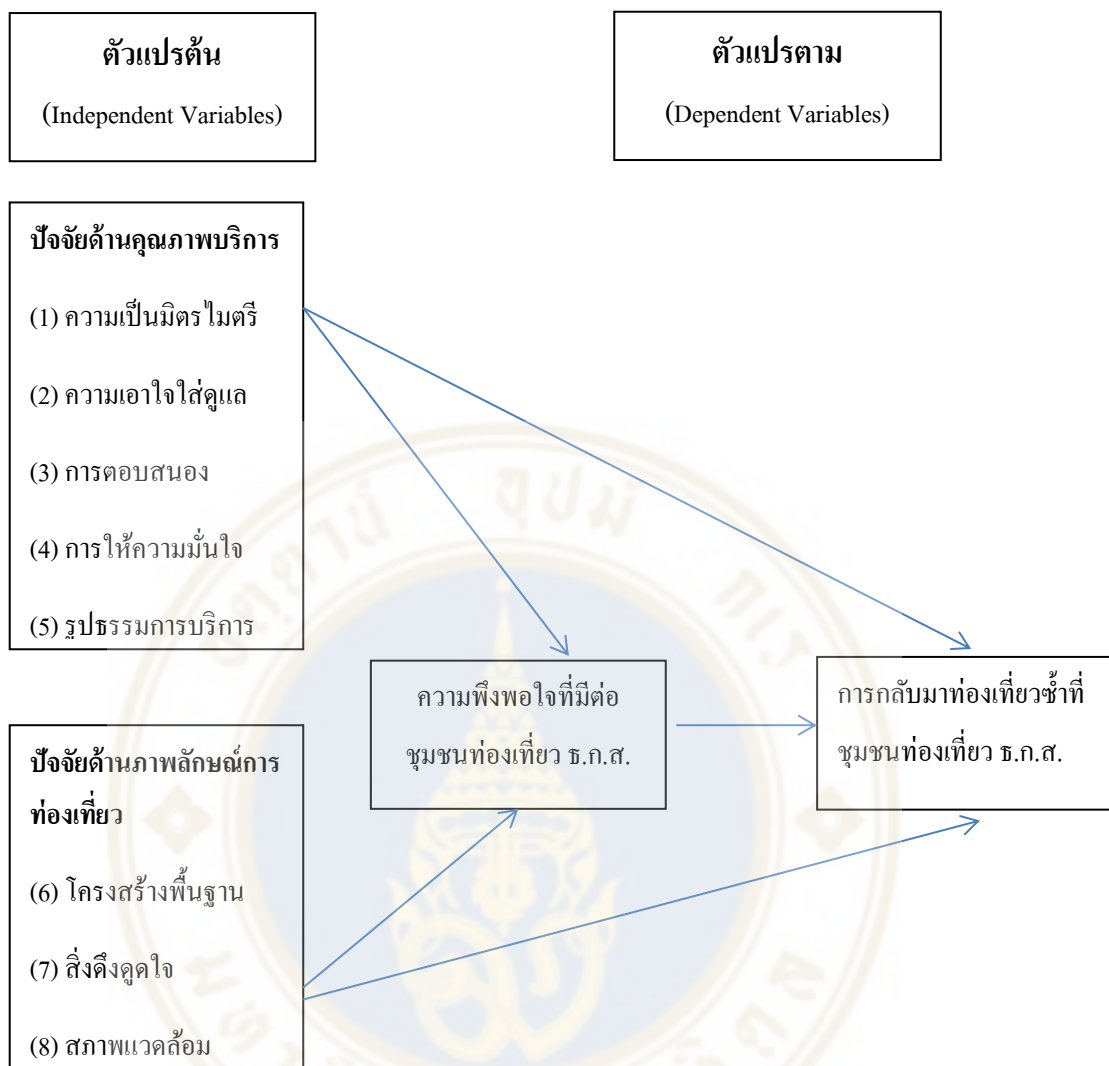 ตัวแปรต้น
(Independent Variables)
ตัวแปรตาม
(Dependent Variables)
ปัจจัยด้านคุณภาพบริการ
(1) ความเป็นมิตรไมตรี
(2) ความเอาใจใส่ดูแล
(3) การตอบสนอง
(4) การให้ความมั่นใจ
(5) รูปธรรมการบริการ
ความพึงพอใจที่มีต่อ
ชุมชนท่องเที่ยว ธ.ก.ส.
การกลับมาท่องเที่ยวซ้ำที่
ชุมชนท่องเที่ยว ธ.ก.ส.
ปัจจัยด้านภาพลักษณ์การ
ท่องเที่ยว
(6) โครงสร้างพื้นฐาน
(7) สิ่งดึงดูดใจ
(8) สภาพแวดล้อม